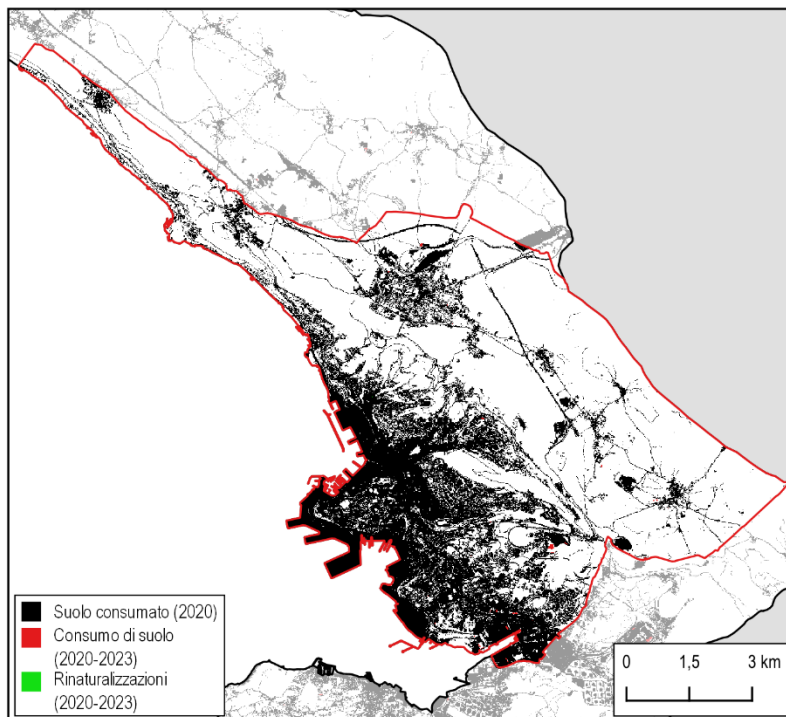 Suolo consumato (2020)
Consumo di suolo
(2020-2023)
Rinaturalizzazioni
(2020-2023)
0 1,5 3 km